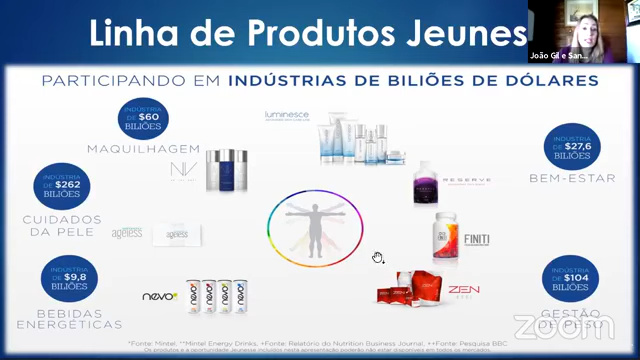 Linha de Produtos Jeunes
João Gil e San...
PARTICIPANDO EM INDÚSTRIAS DE BILIÕES DE DÓLARES
INDÚSTRIA
DE $60
BILIÕES
MAQUILHAGEM
NV
luminesce
INDÚSTRIA
DE $27,6
BILIÕES
BEM-ESTAR
RESERVE
INDÚSTRIA
DE $262
BILIÕES
CUIDADOS
DA PELE
ageless
ageless
FINITI
INDÚSTRIA
DE $9,8
BILIÕES
BEBIDAS
ENERGÉTICAS
nevo
ZEN
INDÚSTRIA
DE $104
BILIÕES
GESTÃO
DE PESO
zoom
*Fonte: Mintel, **Mintel Energy Drinks, +Fonte: Relatório do Nutrition Business Journal, ++Fonte: Pesquisa BBC
Os produtos e a oportunidade Jeunesse incluídos nesta apresentação poderão não estar disponíveis em todos os mercados.